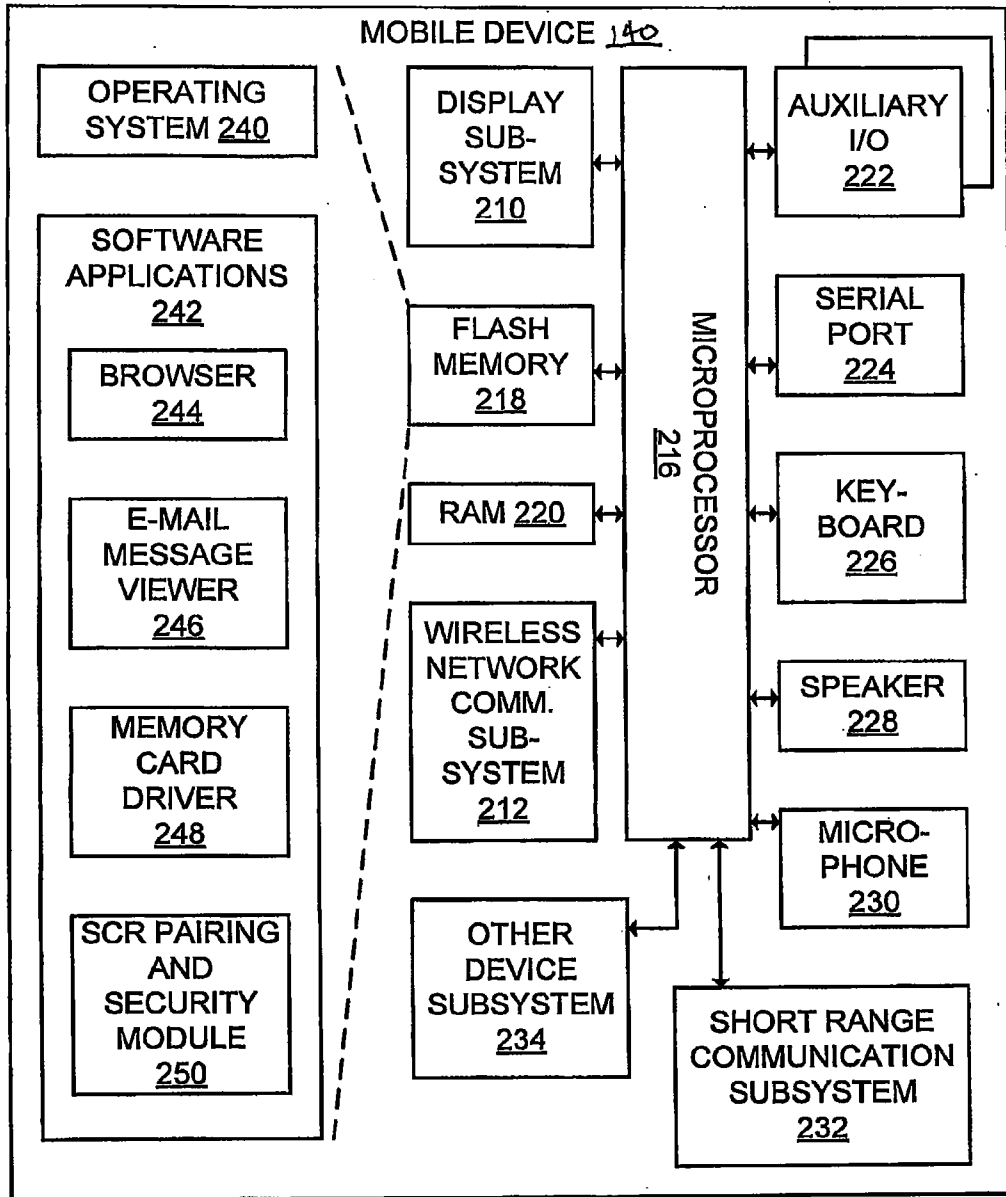 MOBILE DEVICE 140
OPERATING
SYSTEM 240
SOFTWARE
APPLICATIONS
242
BROWSER
244
E-MAIL
MESSAGE
VIEWER
246
MEMORY
CARD
DRIVER
248
SCR PAIRING
AND
SECURITY
MODULE
250
DISPLAY
SUB-
SYSTEM
210
FLASH
MEMORY
218
RAM 220
WIRELESS
NETWORK
COMM.
SUB-
SYSTEM
212
OTHER
DEVICE
SUBSYSTEM
234
MICROPROCESSOR
216
AUXILIARY
I/O
222
SERIAL
PORT
224
KEY-
BOARD
226
SPEAKER
228
MICRO-
PHONE
230
SHORT RANGE
COMMUNICATION
SUBSYSTEM
232